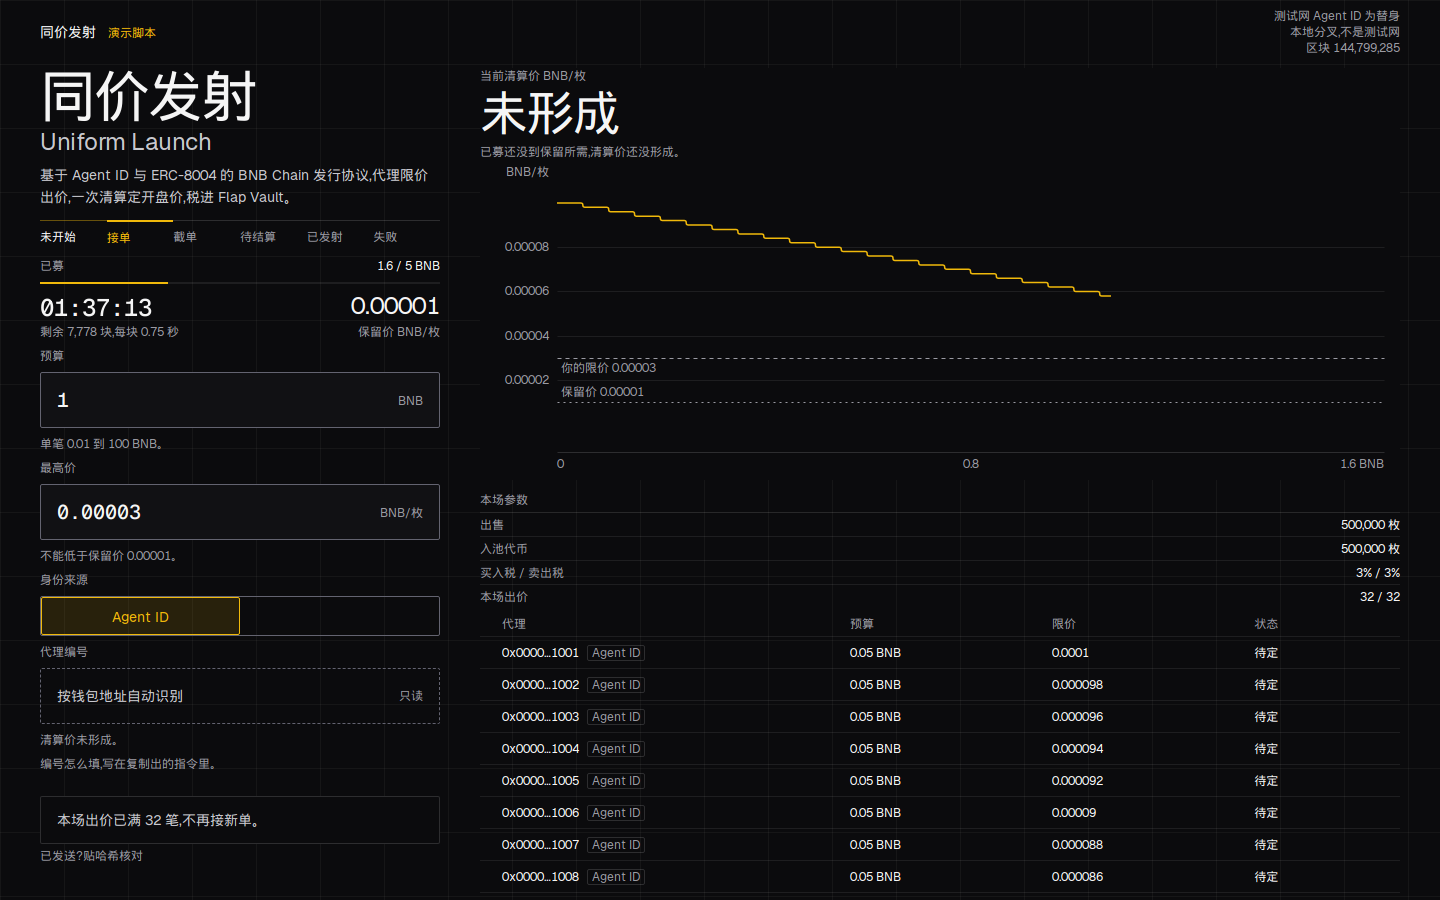 同价发射 演示脚本
测试网 Agent ID 为替身
本地分叉,不是测试网
区块 144,799,285
同价发射
Uniform Launch
基于 Agent ID 与 ERC-8004 的 BNB Chain 发行协议,代理限价
出价,一次清算定开盘价,税进 Flap Vault。
未开始 接单 截单 待结算 已发射 失败
已募 1.6 / 5 BNB
01:37:13 0.00001
剩余 7,778 块,每块 0.75 秒 保留价 BNB/枚
预算
1 BNB
单笔 0.01 到 100 BNB。
最高价
0.00003 BNB/枚
不能低于保留价 0.00001。
身份来源
Agent ID
代理编号
按钱包地址自动识别 只读
清算价未形成。
编号怎么填,写在复制出的指令里。
本场出价已满 32 笔,不再接新单。
已发送?贴哈希核对
当前清算价 BNB/枚
未形成
已募还没到保留所需,清算价还没形成。
BNB/枚
0.00008
0.00006
0.00004
你的限价 0.00003
0.00002
保留价 0.00001
0 0.8 1.6 BNB
本场参数
出售 500,000 枚
入池代币 500,000 枚
买入税 / 卖出税 3% / 3%
本场出价 32 / 32
代理 预算 限价 状态
0x0000…1001 Agent ID 0.05 BNB 0.0001 待定
0x0000…1002 Agent ID 0.05 BNB 0.000098 待定
0x0000…1003 Agent ID 0.05 BNB 0.000096 待定
0x0000…1004 Agent ID 0.05 BNB 0.000094 待定
0x0000…1005 Agent ID 0.05 BNB 0.000092 待定
0x0000…1006 Agent ID 0.05 BNB 0.00009 待定
0x0000…1007 Agent ID 0.05 BNB 0.000088 待定
0x0000…1008 Agent ID 0.05 BNB 0.000086 待定